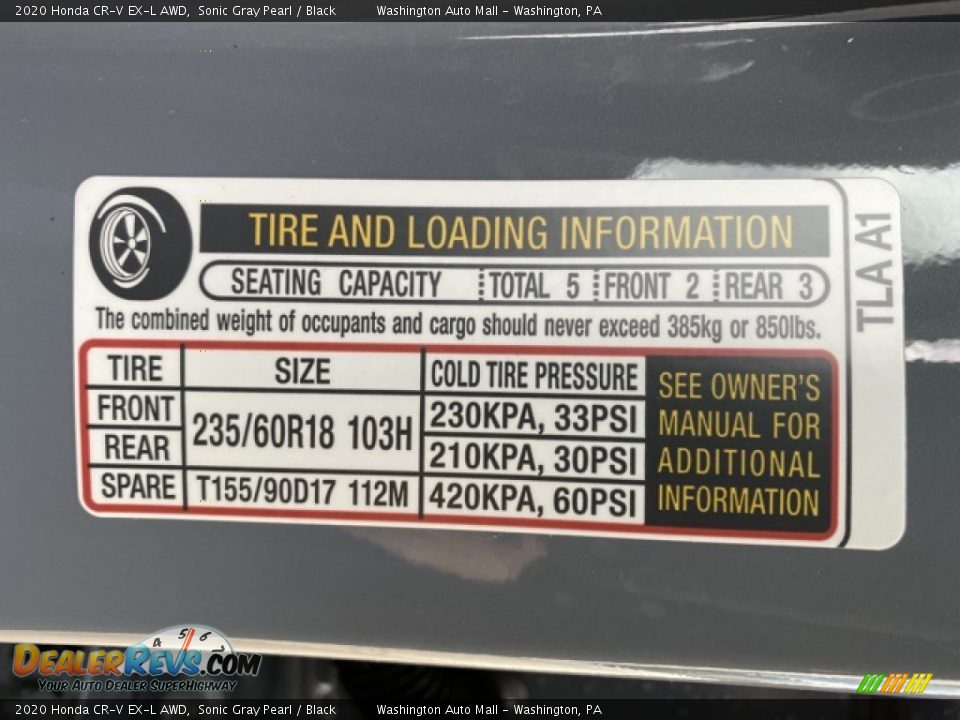 2020 Honda CR-V EX-L AWD, Sonic Gray Pearl / Black Washington Auto Mall - Washington, PA
TIRE AND LOADING INFORMATION
SEATING CAPACITY TOTAL 5 FRONT 2 REAR 3
The combined weight of occupants and cargo should never exceed 385kg or 850lbs.
TIRE SIZE COLD TIRE PRESSURE
FRONT 235/60R18 103H 230KPA, 33PSI
REAR 210KPA, 30PSI
SPARE T155/90D17 112M 420KPA, 60PSI
SEE OWNER'S
MANUAL FOR
ADDITIONAL
INFORMATION
TLA A1
4 5 6 7
DEALERREVS.COM
YOUR AUTO DEALER SUPERHIGHWAY
2020 Honda CR-V EX-L AWD, Sonic Gray Pearl / Black Washington Auto Mall - Washington, PA